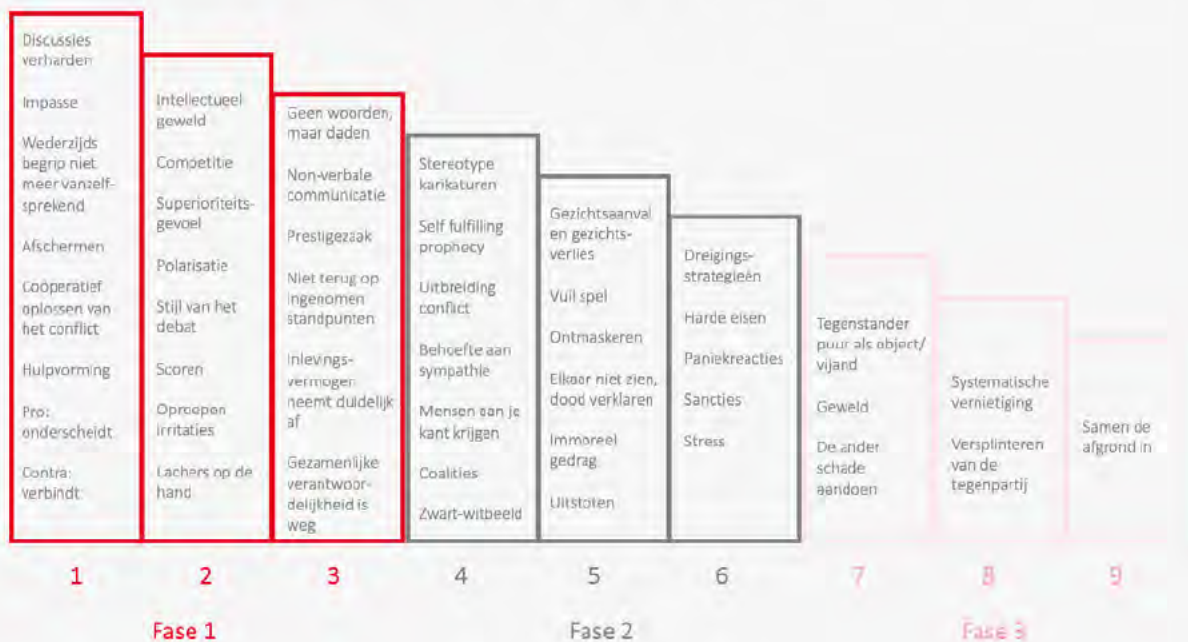 Discussies
verharden
Impasse
Wederzijds
begrip niet
meer vanzelf-
sprekend
Afschermen
Coöperatief
oplossen van
het conflict
Hulpvorming
Pro:
onderscheidt
Contra:
verbindt
Intellectueel
geweld
Competitie
Superioriteits-
gevoel
Polarisatie
Stijl van het
debat
Scoren
Oproepen
irritaties
Lachers op de
hand
Geen woorden,
maar daden
Non-verbale
communicatie
Prestigezaak
Niet terug op
ingenomen
standpunten
Inlevings-
vermogen
neemt duidelijk
af
Gezamenlijke
verantwoor-
delijkheid is
weg
Stereotype
karikaturen
Self fulfilling
prophecy
Uitbreiding
conflict
Behoefte aan
sympathie
Mensen aan je
kant krijgen
Coalities
Zwart-witbeeld
Gezichtsaanval
en gezichts-
verlies
Vuil spel
Ontmaskeren
Elkaar niet zien,
dood verklaren
Immoreel
gedrag
Uitstoten
Dreigings-
strategieën
Harde eisen
Paniekreacties
Sancties
Stress
Tegenstander
puur als object/
vijand
Geweld
De ander
schade
aandoen
Systematische
vernietiging
Versplinteren
van de
tegenpartij
Samen de
afgrond in
1 2 3 4 5 6 7 8 9
Fase 1 Fase 2 Fase 3